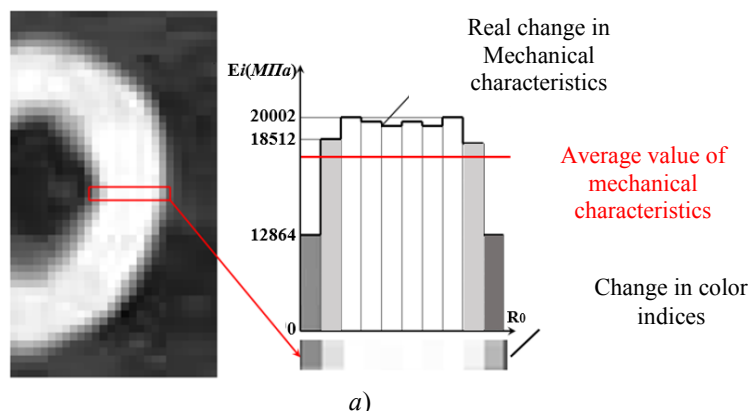 Real change in
Mechanical
characteristics
Ei(МПа)
20002
18512
12864
0
R0
Average value of
mechanical
characteristics
Change in color
indices
a)